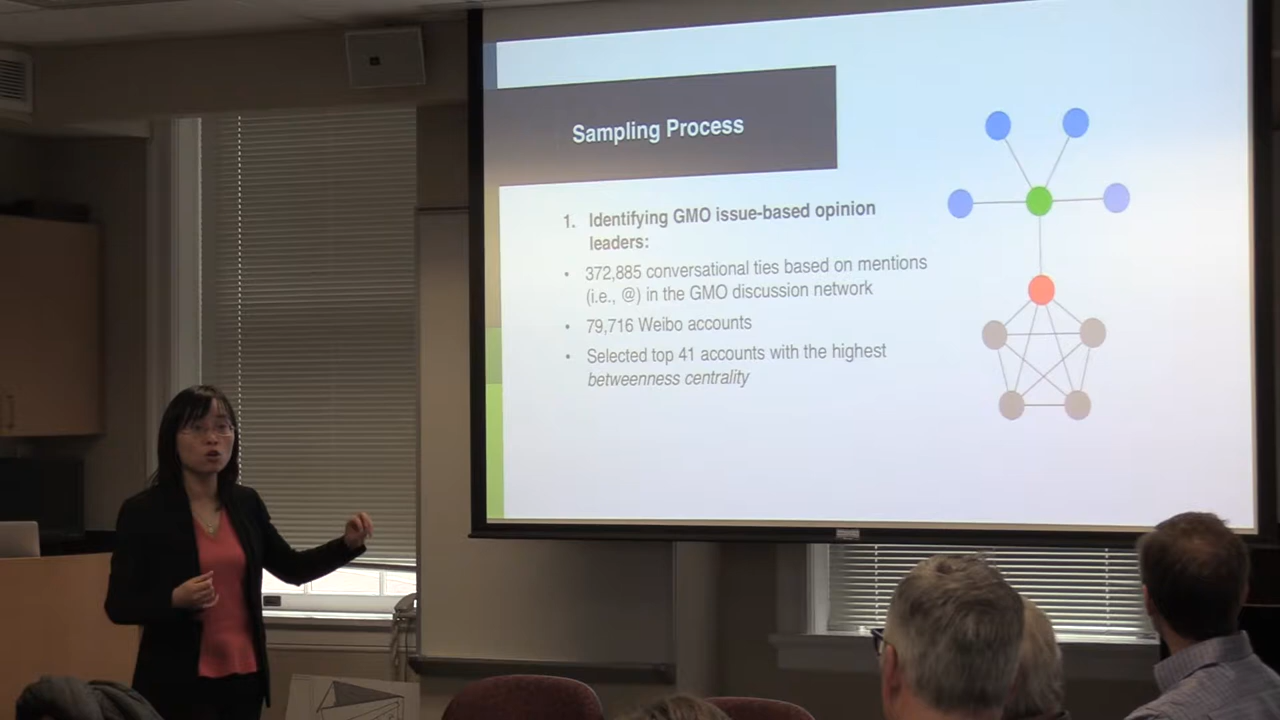 Sampling Process
1. Identifying GMO issue-based opinion
leaders:
• 372,885 conversational ties based on mentions
(i.e., @) in the GMO discussion network
• 79,716 Weibo accounts
• Selected top 41 accounts with the highest
betweenness centrality